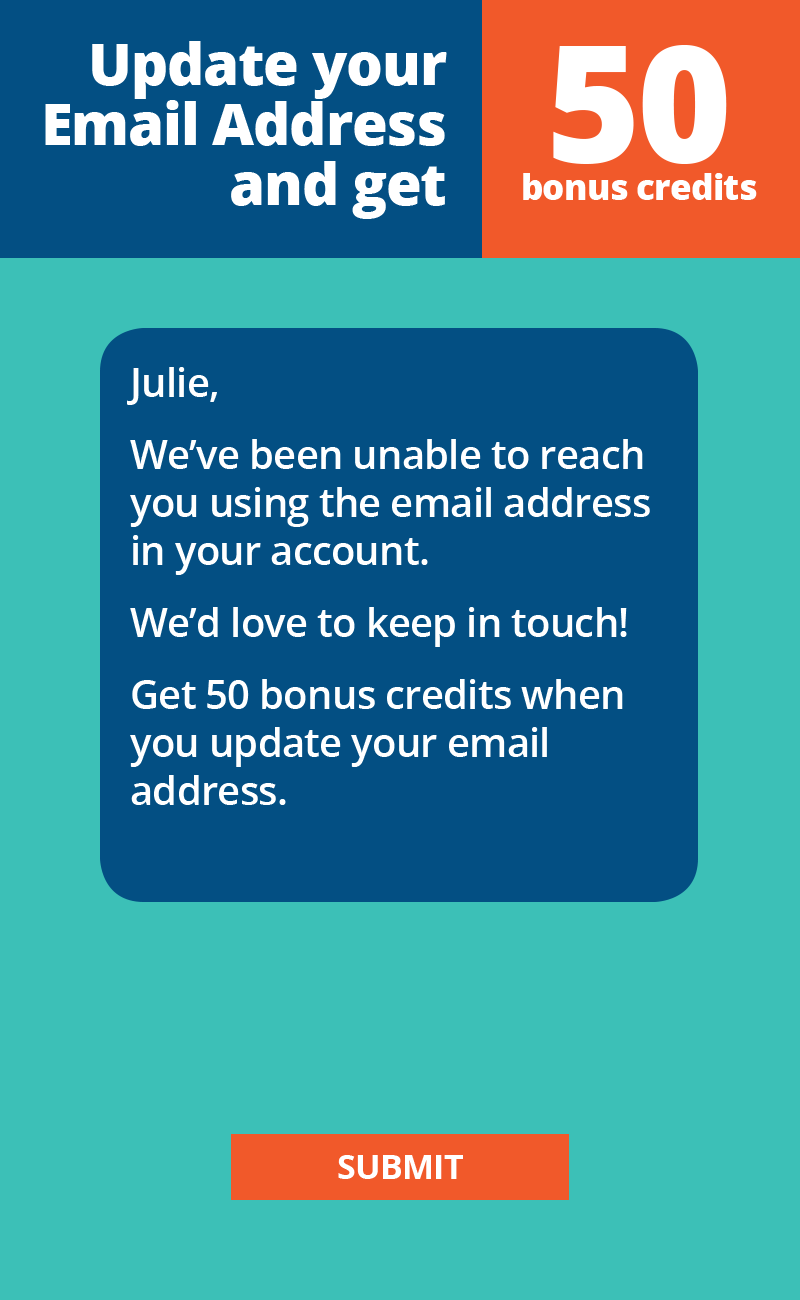 Update your
Email Address
and get
50
bonus credits
Julie,
We’ve been unable to reach
you using the email address
in your account.
We’d love to keep in touch!
Get 50 bonus credits when
you update your email
address.
SUBMIT